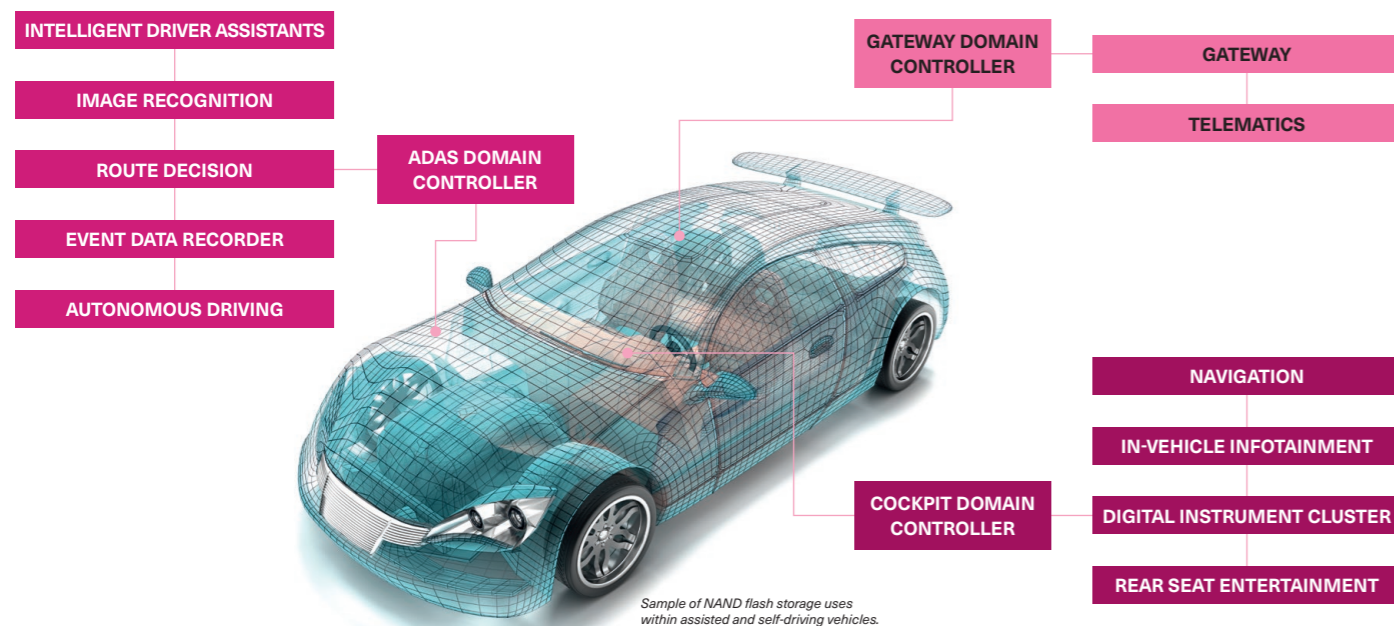 INTELLIGENT DRIVER ASSISTANTS
IMAGE RECOGNITION
ROUTE DECISION
EVENT DATA RECORDER
AUTONOMOUS DRIVING
ADAS DOMAIN
CONTROLLER
GATEWAY DOMAIN
CONTROLLER
GATEWAY
TELEMATICS
NAVIGATION
IN-VEHICLE INFOTAINMENT
DIGITAL INSTRUMENT CLUSTER
REAR SEAT ENTERTAINMENT
COCKPIT DOMAIN
CONTROLLER
Sample of NAND flash storage uses
within assisted and self-driving vehicles.